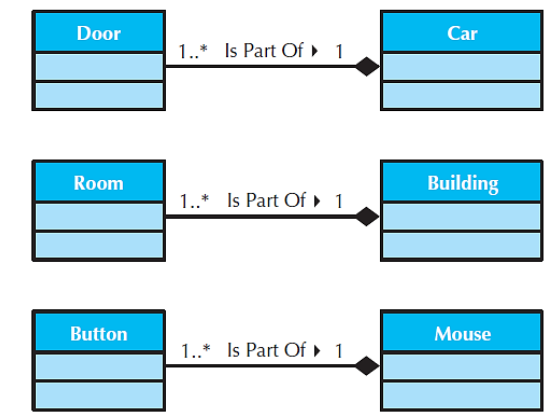 Door
Car
1..* Is Part Of ▸ 1
Room
Building
1..* Is Part Of ▸ 1
Button
Mouse
1..* Is Part Of ▸ 1